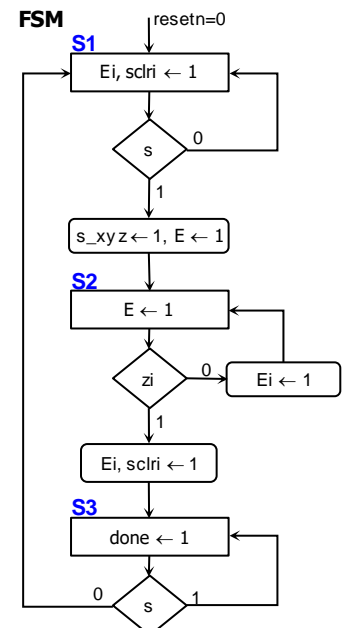 FSM
resetn=0
S1
Ei, sclri ← 1
s
0
1
s_xyz ← 1, E ← 1
S2
E ← 1
zi
0
Ei ← 1
1
Ei, sclri ← 1
S3
done ← 1
0
s
1